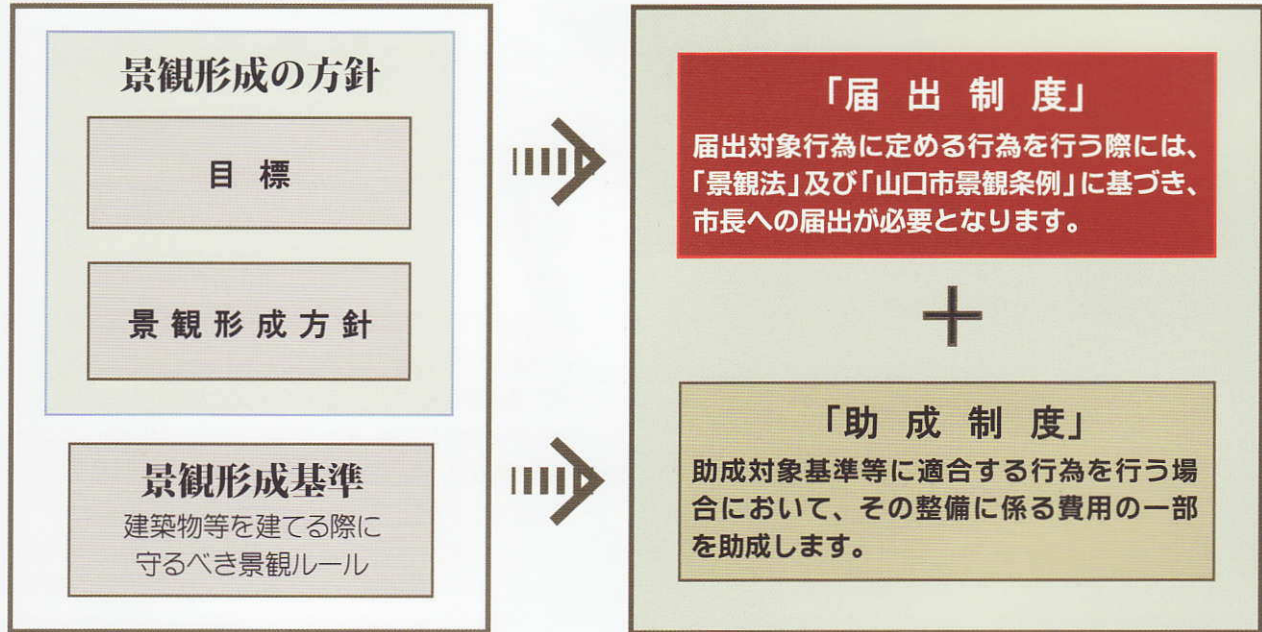 景観形成の方針
目標
景観形成方針
景観形成基準
建築物等を建てる際に
守るべき景観ルール
「届出制度」
届出対象行為に定める行為を行う際には、
「景観法」及び「山口市景観条例」に基づき、
市長への届出が必要となります。
+
「助成制度」
助成対象基準等に適合する行為を行う場
合において、その整備に係る費用の一部
を助成します。